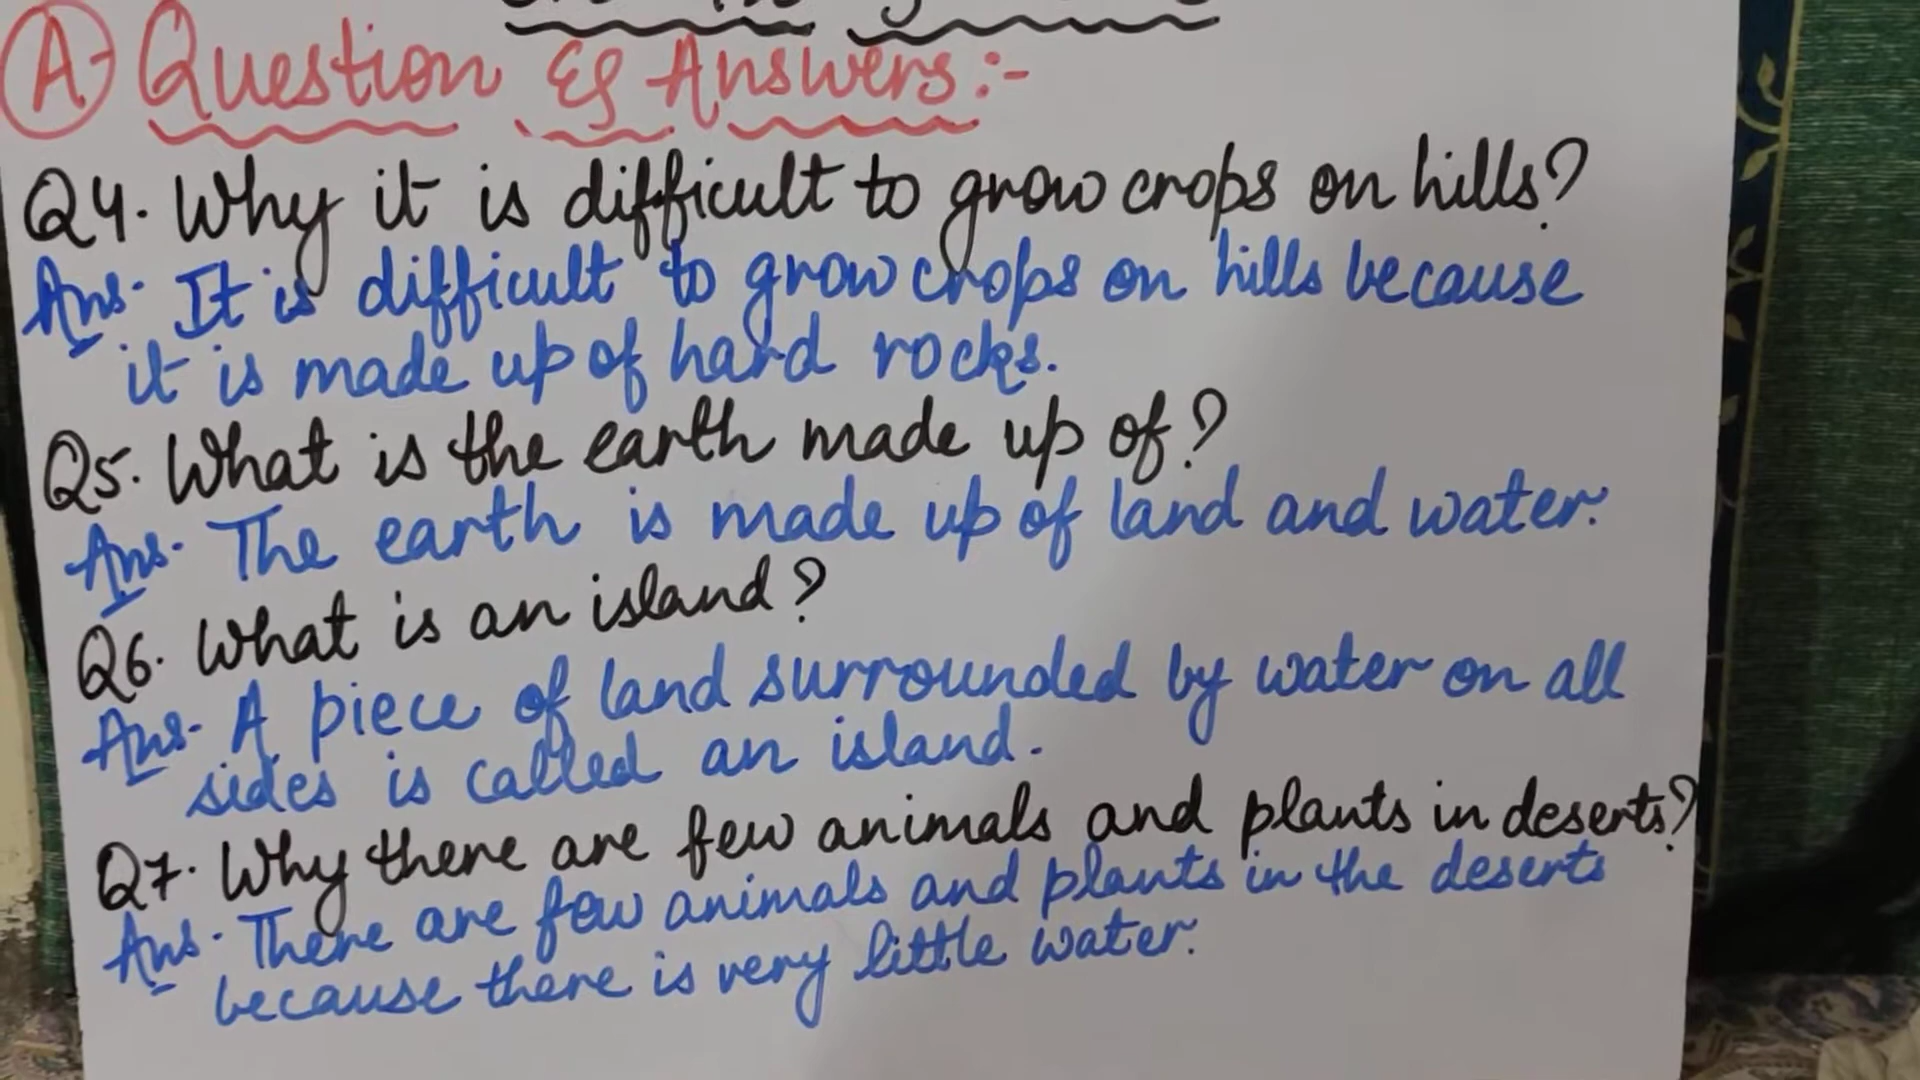 A- Question & Answers:-
Q4. Why it is difficult to grow crops on hills?
Ans. It is difficult to grow crops on hills because
it is made up of hard rocks.
Q5. What is the earth made up of?
Ans. The earth is made up of land and water.
Q6. What is an island?
Ans- A piece of land surrounded by water on all
sides is called an island.
Q7. Why there are few animals and plants in deserts?
Ans. There are few animals and plants in the deserts
because there is very little water.